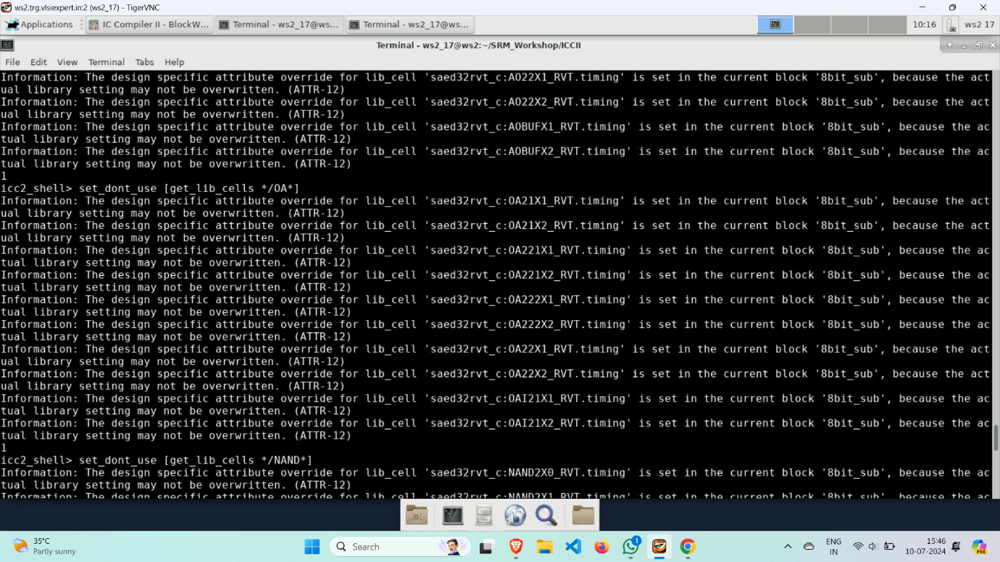 ws2.trg.vlsiexpert.in:2 (ws2_17) - TigerVNC
Applications
IC Compiler II - BlockW...
Terminal - ws2_17@ws...
Terminal - ws2_17@ws...
10:16
ws2 17
Terminal - ws2_17@ws2:~/SRM_Workshop/ICCII
File Edit View Terminal Tabs Help
Information: The design specific attribute override for lib_cell 'saed32rvt_c:AO22X1_RVT.timing' is set in the current block '8bit_sub', because the act
ual library setting may not be overwritten. (ATTR-12)
Information: The design specific attribute override for lib_cell 'saed32rvt_c:AO22X2_RVT.timing' is set in the current block '8bit_sub', because the act
ual library setting may not be overwritten. (ATTR-12)
Information: The design specific attribute override for lib_cell 'saed32rvt_c:AOBUFX1_RVT.timing' is set in the current block '8bit_sub', because the ac
tual library setting may not be overwritten. (ATTR-12)
Information: The design specific attribute override for lib_cell 'saed32rvt_c:AOBUFX2_RVT.timing' is set in the current block '8bit_sub', because the ac
tual library setting may not be overwritten. (ATTR-12)
1
icc2_shell> set_dont_use [get_lib_cells */OA*]
Information: The design specific attribute override for lib_cell 'saed32rvt_c:OA21X1_RVT.timing' is set in the current block '8bit_sub', because the act
ual library setting may not be overwritten. (ATTR-12)
Information: The design specific attribute override for lib_cell 'saed32rvt_c:OA21X2_RVT.timing' is set in the current block '8bit_sub', because the act
ual library setting may not be overwritten. (ATTR-12)
Information: The design specific attribute override for lib_cell 'saed32rvt_c:OA221X1_RVT.timing' is set in the current block '8bit_sub', because the ac
tual library setting may not be overwritten. (ATTR-12)
Information: The design specific attribute override for lib_cell 'saed32rvt_c:OA221X2_RVT.timing' is set in the current block '8bit_sub', because the ac
tual library setting may not be overwritten. (ATTR-12)
Information: The design specific attribute override for lib_cell 'saed32rvt_c:OA222X1_RVT.timing' is set in the current block '8bit_sub', because the ac
tual library setting may not be overwritten. (ATTR-12)
Information: The design specific attribute override for lib_cell 'saed32rvt_c:OA222X2_RVT.timing' is set in the current block '8bit_sub', because the ac
tual library setting may not be overwritten. (ATTR-12)
Information: The design specific attribute override for lib_cell 'saed32rvt_c:OA22X1_RVT.timing' is set in the current block '8bit_sub', because the act
ual library setting may not be overwritten. (ATTR-12)
Information: The design specific attribute override for lib_cell 'saed32rvt_c:OA22X2_RVT.timing' is set in the current block '8bit_sub', because the act
ual library setting may not be overwritten. (ATTR-12)
Information: The design specific attribute override for lib_cell 'saed32rvt_c:OAI21X1_RVT.timing' is set in the current block '8bit_sub', because the ac
tual library setting may not be overwritten. (ATTR-12)
Information: The design specific attribute override for lib_cell 'saed32rvt_c:OAI21X2_RVT.timing' is set in the current block '8bit_sub', because the ac
tual library setting may not be overwritten. (ATTR-12)
1
icc2_shell> set_dont_use [get_lib_cells */NAND*]
Information: The design specific attribute override for lib_cell 'saed32rvt_c:NAND2X0_RVT.timing' is set in the current block '8bit_sub', because the ac
tual library setting may not be overwritten. (ATTR-12)
Information: The design specific attribute override for lib_cell 'saed32rvt_c:NAND2X1_RVT.timing' is set in the current block '8bit_sub', because the ac
35°C
Partly sunny
Search
1
ENG
IN
15:46
10-07-2024
PRE